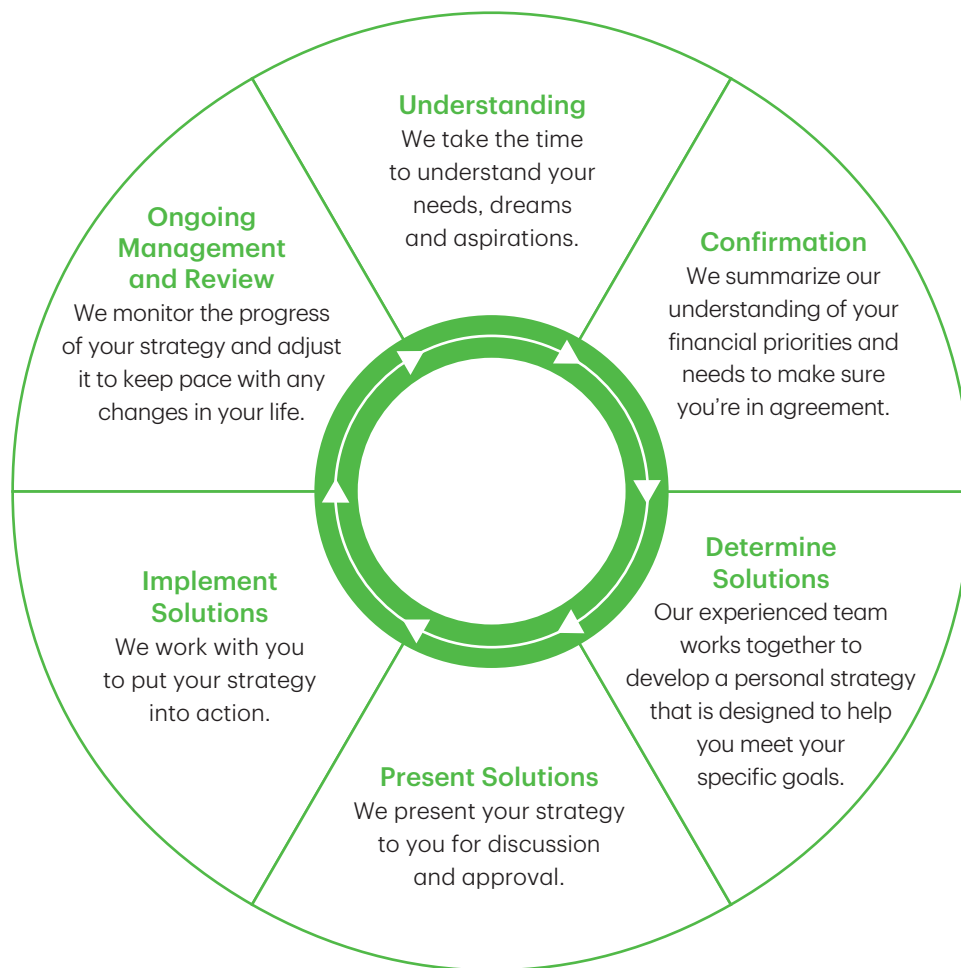 Understanding
We take the time
to understand your
needs, dreams
and aspirations.
Confirmation
We summarize our
understanding of your
financial priorities and
needs to make sure
you're in agreement.
Determine
Solutions
Our experienced team
works together to
develop a personal strategy
that is designed to help
you meet your
specific goals.
Present Solutions
We present your strategy
to you for discussion
and approval.
Implement
Solutions
We work with you
to put your strategy
into action.
Ongoing
Management
and Review
We monitor the progress
of your strategy and adjust
it to keep pace with any
changes in your life.